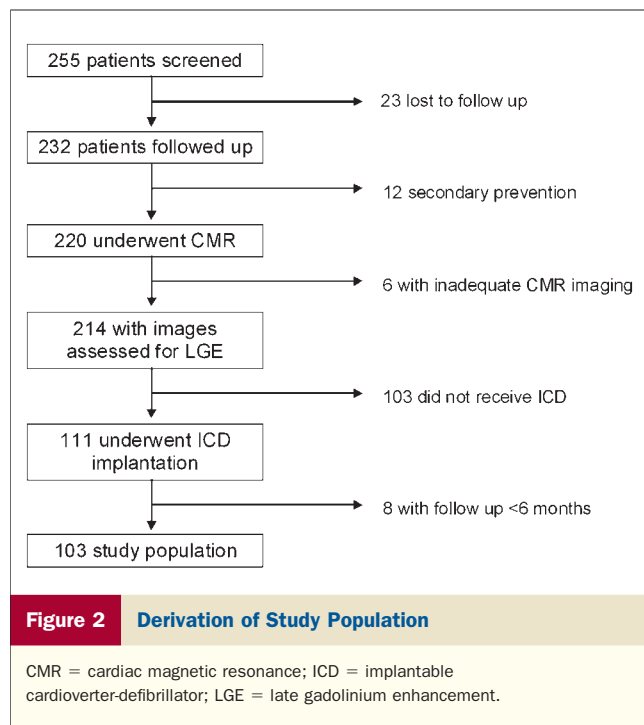 255 patients screened
23 lost to follow up
232 patients followed up
12 secondary prevention
220 underwent CMR
6 with inadequate CMR imaging
214 with images
assessed for LGE
103 did not receive ICD
111 underwent ICD
implantation
8 with follow up <6 months
103 study population
Figure 2 Derivation of Study Population
CMR = cardiac magnetic resonance; ICD = implantable
cardioverter-defibrillator; LGE = late gadolinium enhancement.